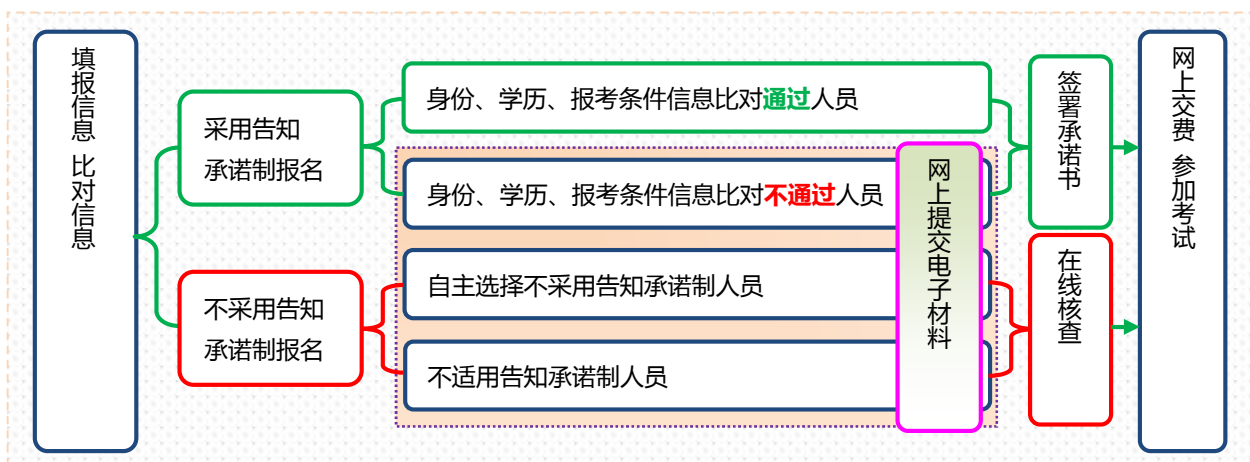 填报信息 比对信息
采用告知
承诺制报名
不采用告知
承诺制报名
身份、学历、报考条件信息比对通过人员
身份、学历、报考条件信息比对不通过人员
自主选择不采用告知承诺制人员
不适用告知承诺制人员
网上提交电子材料
签署承诺书
在线核查
网上交费 参加考试